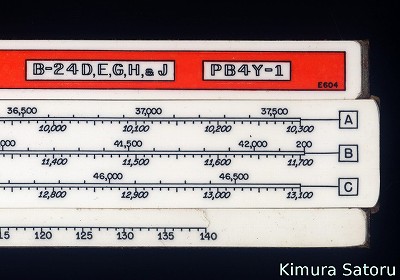 B-24D,E,G,H,& J PB4Y-1
E604
36,500 37,000 37,500
10,000 10,100 10,200 10,300 A
41,500 42,000 200
11,400 11,500 11,600 11,700 B
46,000 46,500
12,800 12,900 13,000 13,100 C
120 125 130 135 140
Kimura Satoru